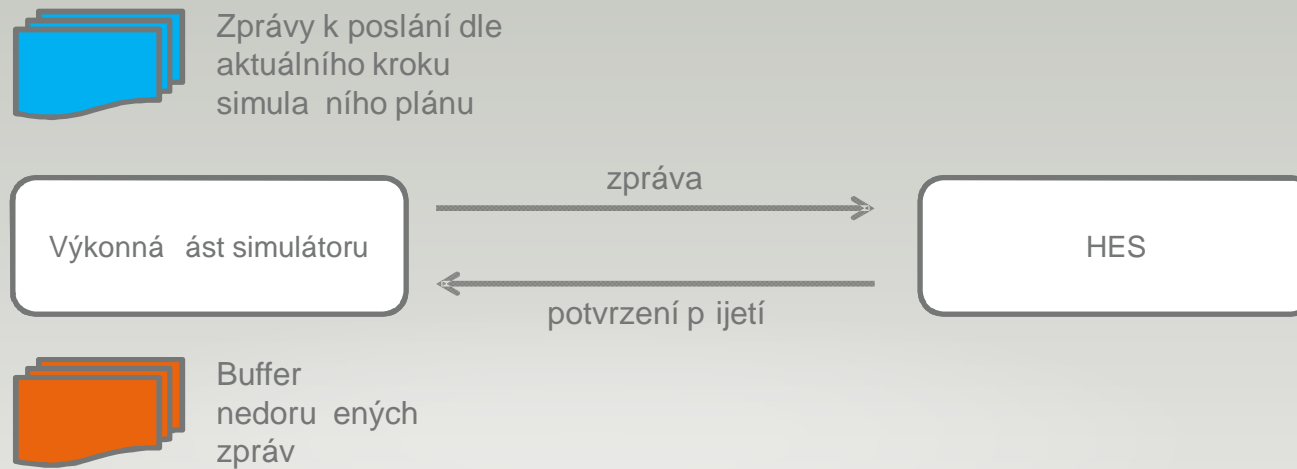 Zprávy k poslání dle
aktuálního kroku
simula ního plánu
zpráva
Výkonná ást simulátoru
HES
potvrzení p ijetí
Buffer
nedoru ených
zpráv